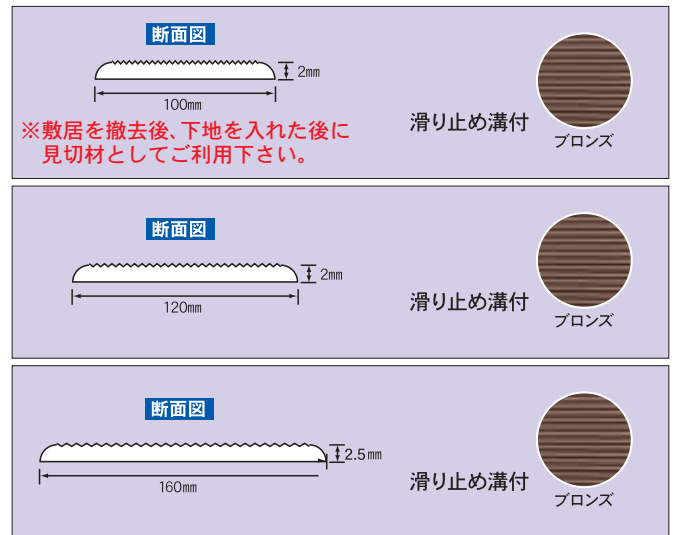 断面図
2mm
100mm
※敷居を撤去後、下地を入れた後に
見切材としてご利用下さい。
滑り止め溝付
ブロンズ
断面図
2mm
120mm
滑り止め溝付
ブロンズ
断面図
2.5mm
160mm
滑り止め溝付
ブロンズ